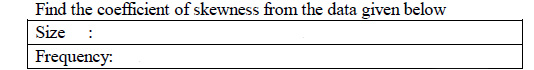 Find the coefficient of skewness from the data given below
Size :
Frequency: